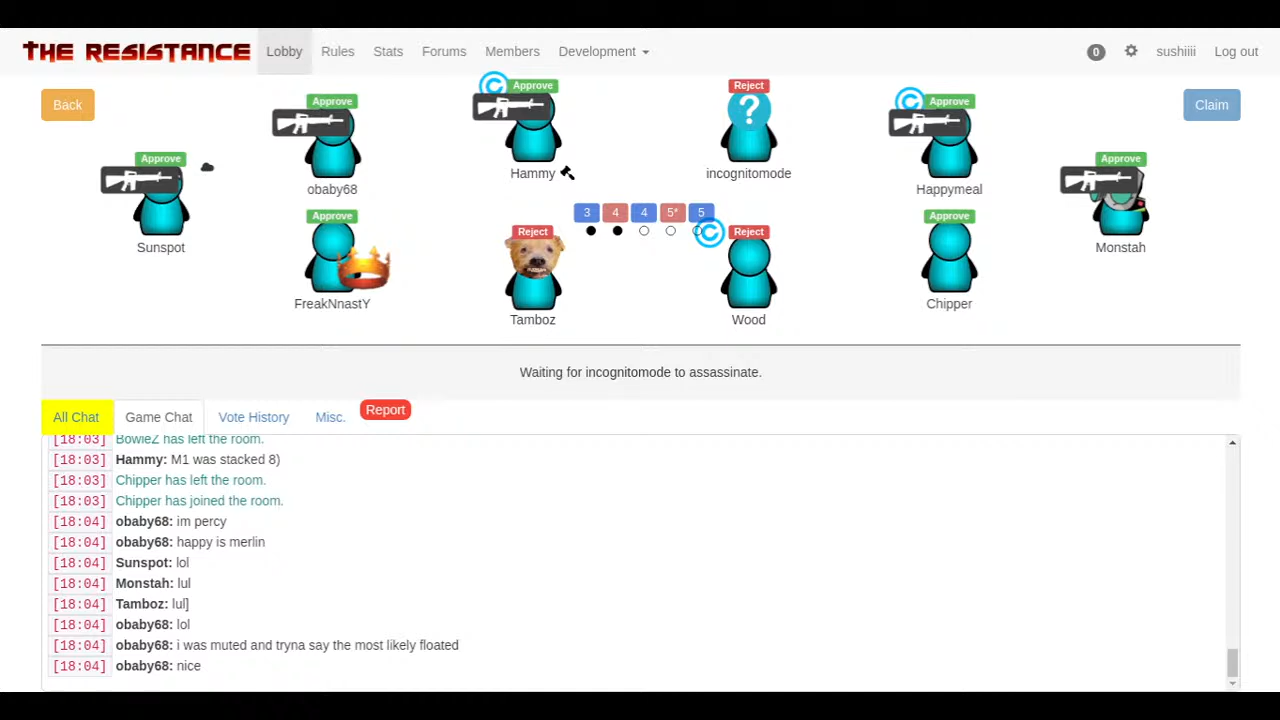 THE RESISTANCE Lobby Rules Stats Forums Members Development 0 sushiiii Log out
Back Claim
Approve Approve Reject Approve
Approve Approve Approve
Sunspot obaby68 Hammy incognitomode Happymeal Monstah
3 4 4 5* 5
Approve Reject Reject Approve
FreakNnastY Tamboz Wood Chipper
Waiting for incognitomode to assassinate.
All Chat Game Chat Vote History Misc. Report
[18:03] BowieZ has left the room.
[18:03] Hammy: M1 was stacked 8)
[18:03] Chipper has left the room.
[18:03] Chipper has joined the room.
[18:04] obaby68: im percy
[18:04] obaby68: happy is merlin
[18:04] Sunspot: lol
[18:04] Monstah: lul
[18:04] Tamboz: lul]
[18:04] obaby68: lol
[18:04] obaby68: i was muted and tryna say the most likely floated
[18:04] obaby68: nice